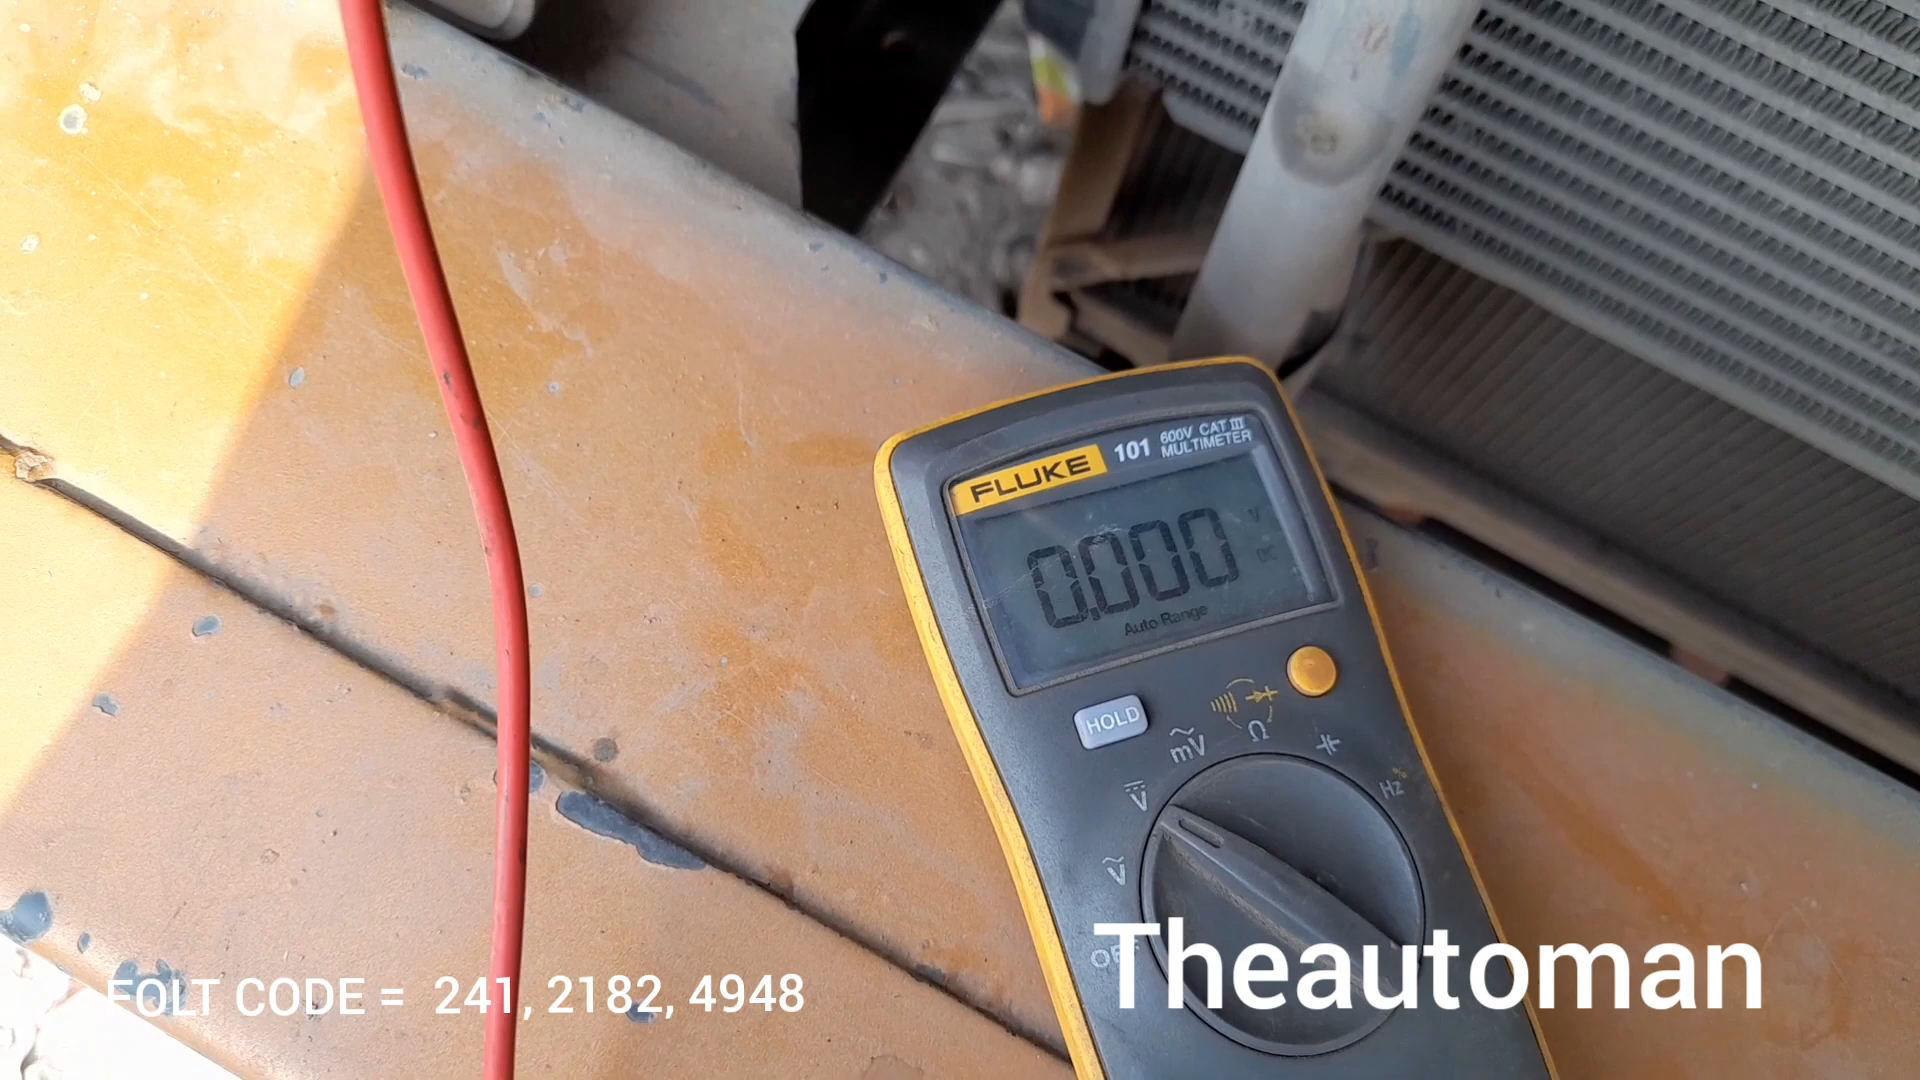 FLUKE 101 600V CAT III
MULTIMETER
0.000 V
DC
Auto Range
HOLD
mV
Ω
Hz%
V
V
OFF
Theautoman
FOLT CODE = 241, 2182, 4948